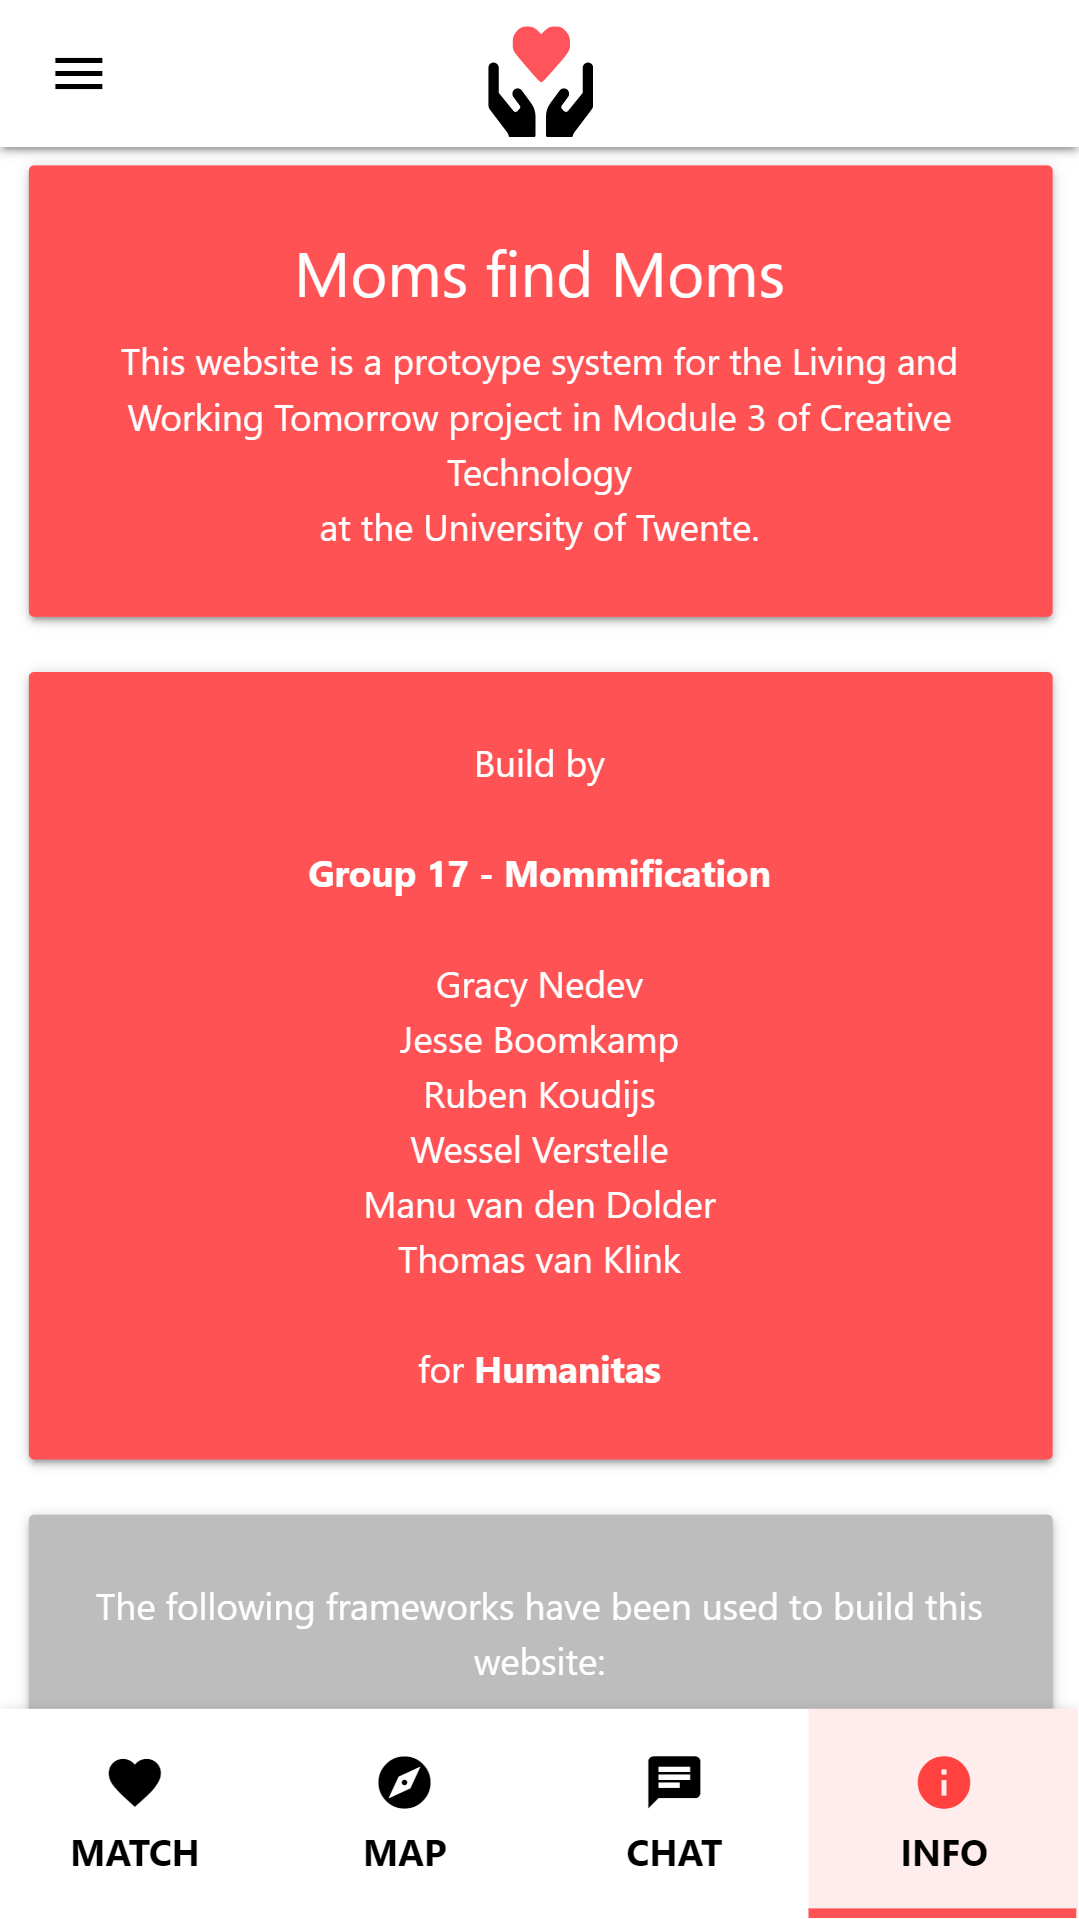 Moms find Moms
This website is a protoype system for the Living and
Working Tomorrow project in Module 3 of Creative
Technology
at the University of Twente.
Build by
Group 17 - Mommification
Gracy Nedev
Jesse Boomkamp
Ruben Koudijs
Wessel Verstelle
Manu van den Dolder
Thomas van Klink
for Humanitas
The following frameworks have been used to build this
website:
MATCH
MAP
CHAT
INFO